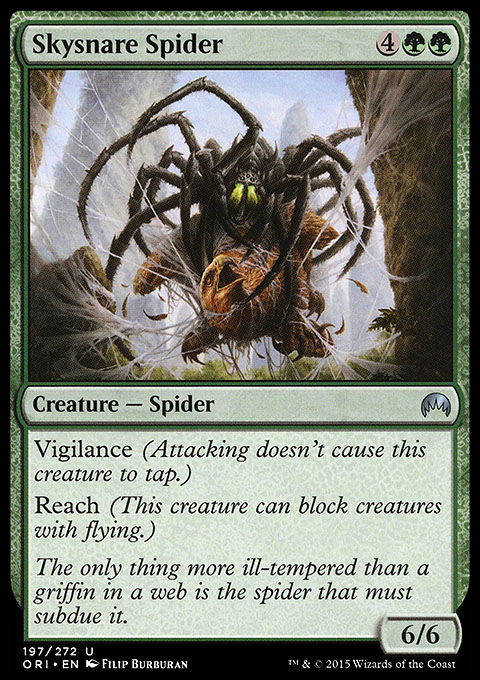 Skysnare Spider 4
Creature — Spider
Vigilance (Attacking doesn't cause this
creature to tap.)
Reach (This creature can block creatures
with flying.)
The only thing more ill-tempered than a
griffin in a web is the spider that must
subdue it.
6/6
197/272 U
ORI • EN Filip Burburan
™ & © 2015 Wizards of the Coast